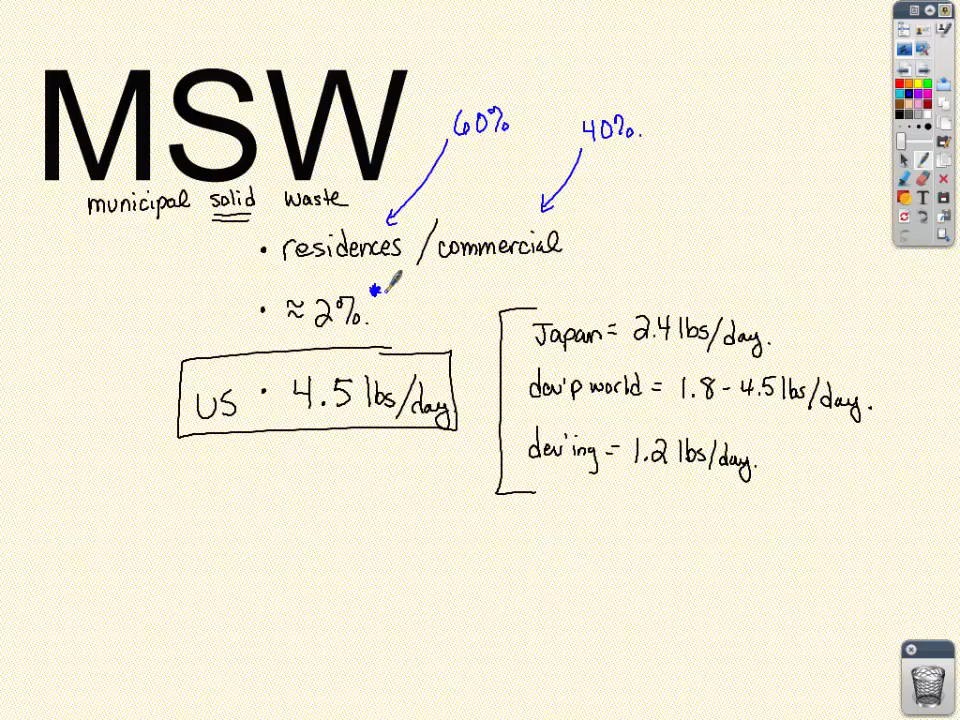 MSW
60% 40%.
municipal solid waste
• residences / commercial
• ≈ 2%. *
US • 4.5 lbs/day
Japan = 2.4 lbs/day.
dev'p world = 1.8 - 4.5 lbs/day.
dev'ing = 1.2 lbs/day.